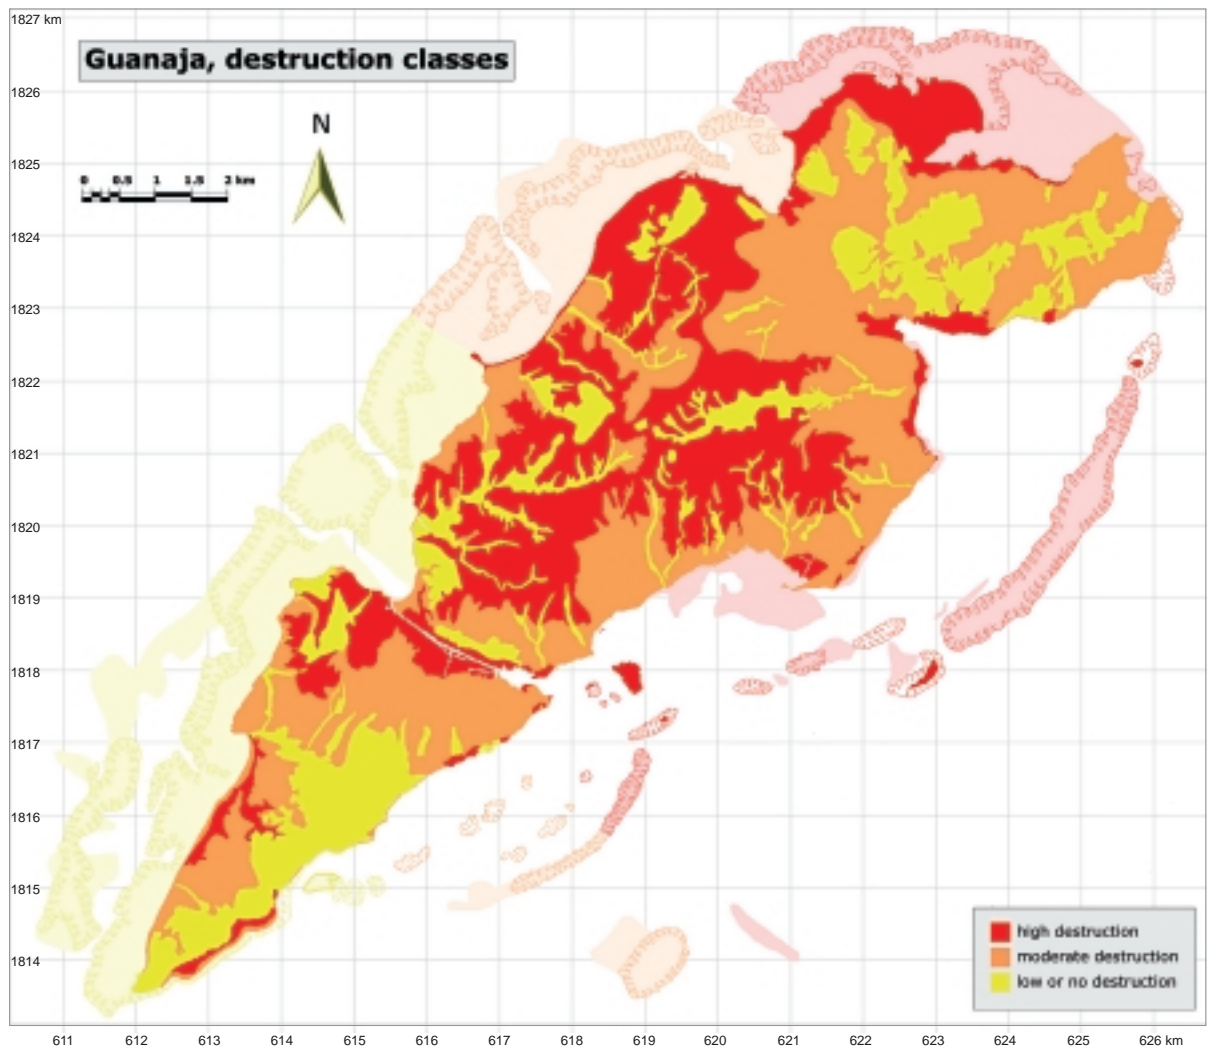 1827 km
Guanaja, destruction classes
1826
N
1825
0 0.5 1 1.5 2 km
1824
1823
1822
1821
1820
1819
1818
1817
1816
1815
high destruction
1814
moderate destruction
low or no destruction
611 612 613 614 615 616 617 618 619 620 621 622 623 624 625 626 km